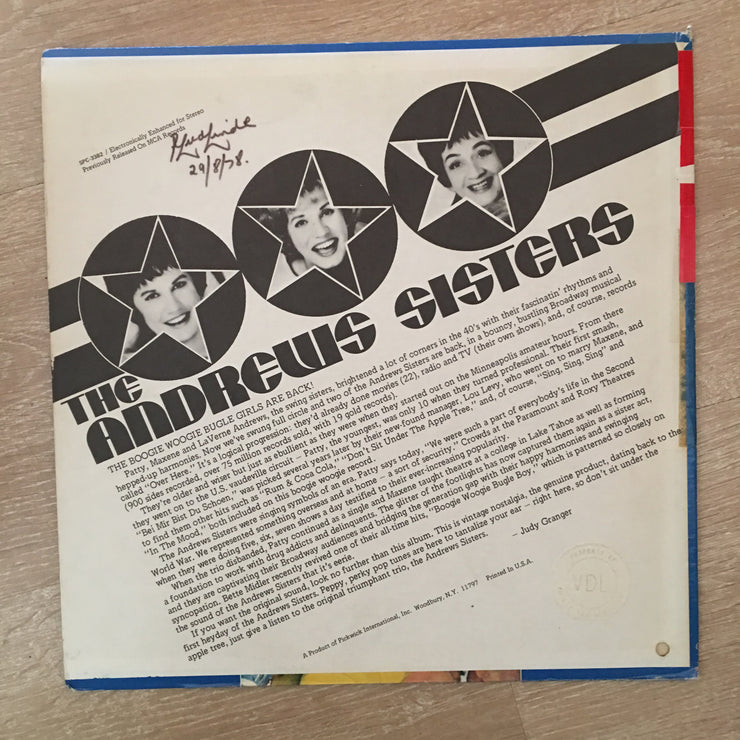 SPC-3382 / Electronically Enhanced for Stereo
Previously Released On MCA Records
29/8/78.
THE
ANDREWS SISTERS
THE BOOGIE WOOGIE BUGLE GIRLS ARE BACK!
Patty, Maxene and LaVerne Andrews, the swing sisters, brightened a lot of corners in the 40's with their fascinatin' rhythms and
hepped-up harmonies. Now we've swung full circle and two of the Andrews Sisters are back, in a bouncy, bustling Broadway musical
called "Over Here." It's a logical progression: they'd already done movies (22), radio and TV (their own shows), and, of course, records
(900 sides recorded, over 75 million records sold, with 19 gold records).
They're older and wiser but just as ebullient as they were when they started out on the Minneapolis amateur hours. From there
they went on to the U.S. vaudeville circuit – Patty, the youngest, was only 10 when they turned professional. Their first smash,
"Bei Mir Bist Du Schoen," was picked several years later by their new-found manager, Lou Levy, who went on to marry Maxene, and
to find them other hits such as "Rum & Coca Cola," "Don't Sit Under The Apple Tree," and, of course, "Sing, Sing, Sing" and
"In The Mood," both included on this boogie woogie record.
The Andrews Sisters were singing symbols of an era. Patty says today "We were such a part of everybody's life in the Second
World War. We represented something overseas and at home – a sort of security." Crowds at the Paramount and Roxy Theatres
when they were doing five, six, seven shows a day testified to their ever-increasing popularity.
When the trio disbanded, Patty continued as a single and Maxene taught theatre at a college in Lake Tahoe as well as forming
a foundation to work with drug addicts and delinquents. The glitter of the footlights has now captured them again as a sister act,
and they are captivating their Broadway audiences and bridging the generation gap with their happy harmonies and swinging
syncopation. Bette Midler recently revived one of their all-time hits, "Boogie Woogie Bugle Boy," which is patterned so closely on
the sound of the Andrews Sisters that it's eerie.
If you want the original sound, look no further than this album. This is vintage nostalgia, the genuine product, dating back to the
first heyday of the Andrews Sisters. Peppy, perky pop tunes are here to tantalize your ear – right here, so don't sit under the
apple tree, just give a listen to the original triumphant trio, the Andrews Sisters.
– Judy Granger
A Product of Pickwick International, Inc. Woodbury, N.Y. 11797 Printed in U.S.A.
VDL